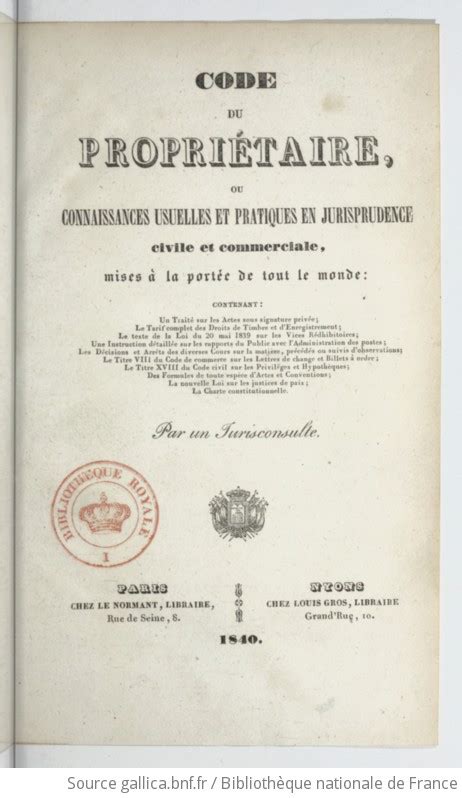 CODE
DU
PROPRIÉTAIRE,
OU
CONNAISSANCES USUELLES ET PRATIQUES EN JURISPRUDENCE
civile et commerciale,
mises à la portée de tout le monde:
CONTENANT:
Un Traité sur les Actes sous signature privée;
Le Tarif complet des Droits de Timbre et d'Enregistrement;
Le texte de la Loi du 20 mai 1839 sur les Vices Rédhibitoires;
Une Instruction détaillée sur les rapports du Public avec l'Administration des postes;
Les Décisions et Arrêts des diverses Cours sur la matière, précédés ou suivis d'observations;
Le Titre VIII du Code de commerce sur les Lettres de change et Billets à ordre;
Le Titre XVIII du Code civil sur les Priviléges et Hypothèques;
Des Formules de toute espèce d'Actes et Conventions;
La nouvelle Loi sur les justices de paix;
La Charte constitutionnelle.
Par un Jurisconsulte.
BIBLIOTHÈQUE ROYALE
I
PARIS
CHEZ LE NORMANT, LIBRAIRE,
Rue de Seine, 8.
NYONS
CHEZ LOUIS GROS, LIBRAIRE
Grand'Rue, 10.
1840.
Source gallica.bnf.fr / Bibliothèque nationale de France